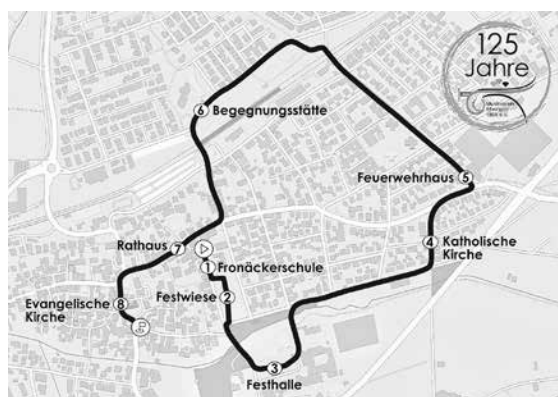 125
Jahre
6 Begegnungsstätte
Feuerwehrhaus 5
4 Katholische
Kirche
Rathaus 7
1 Fronäckerschule
Festwiese 2
Evangelische 8
Kirche
3
Festhalle